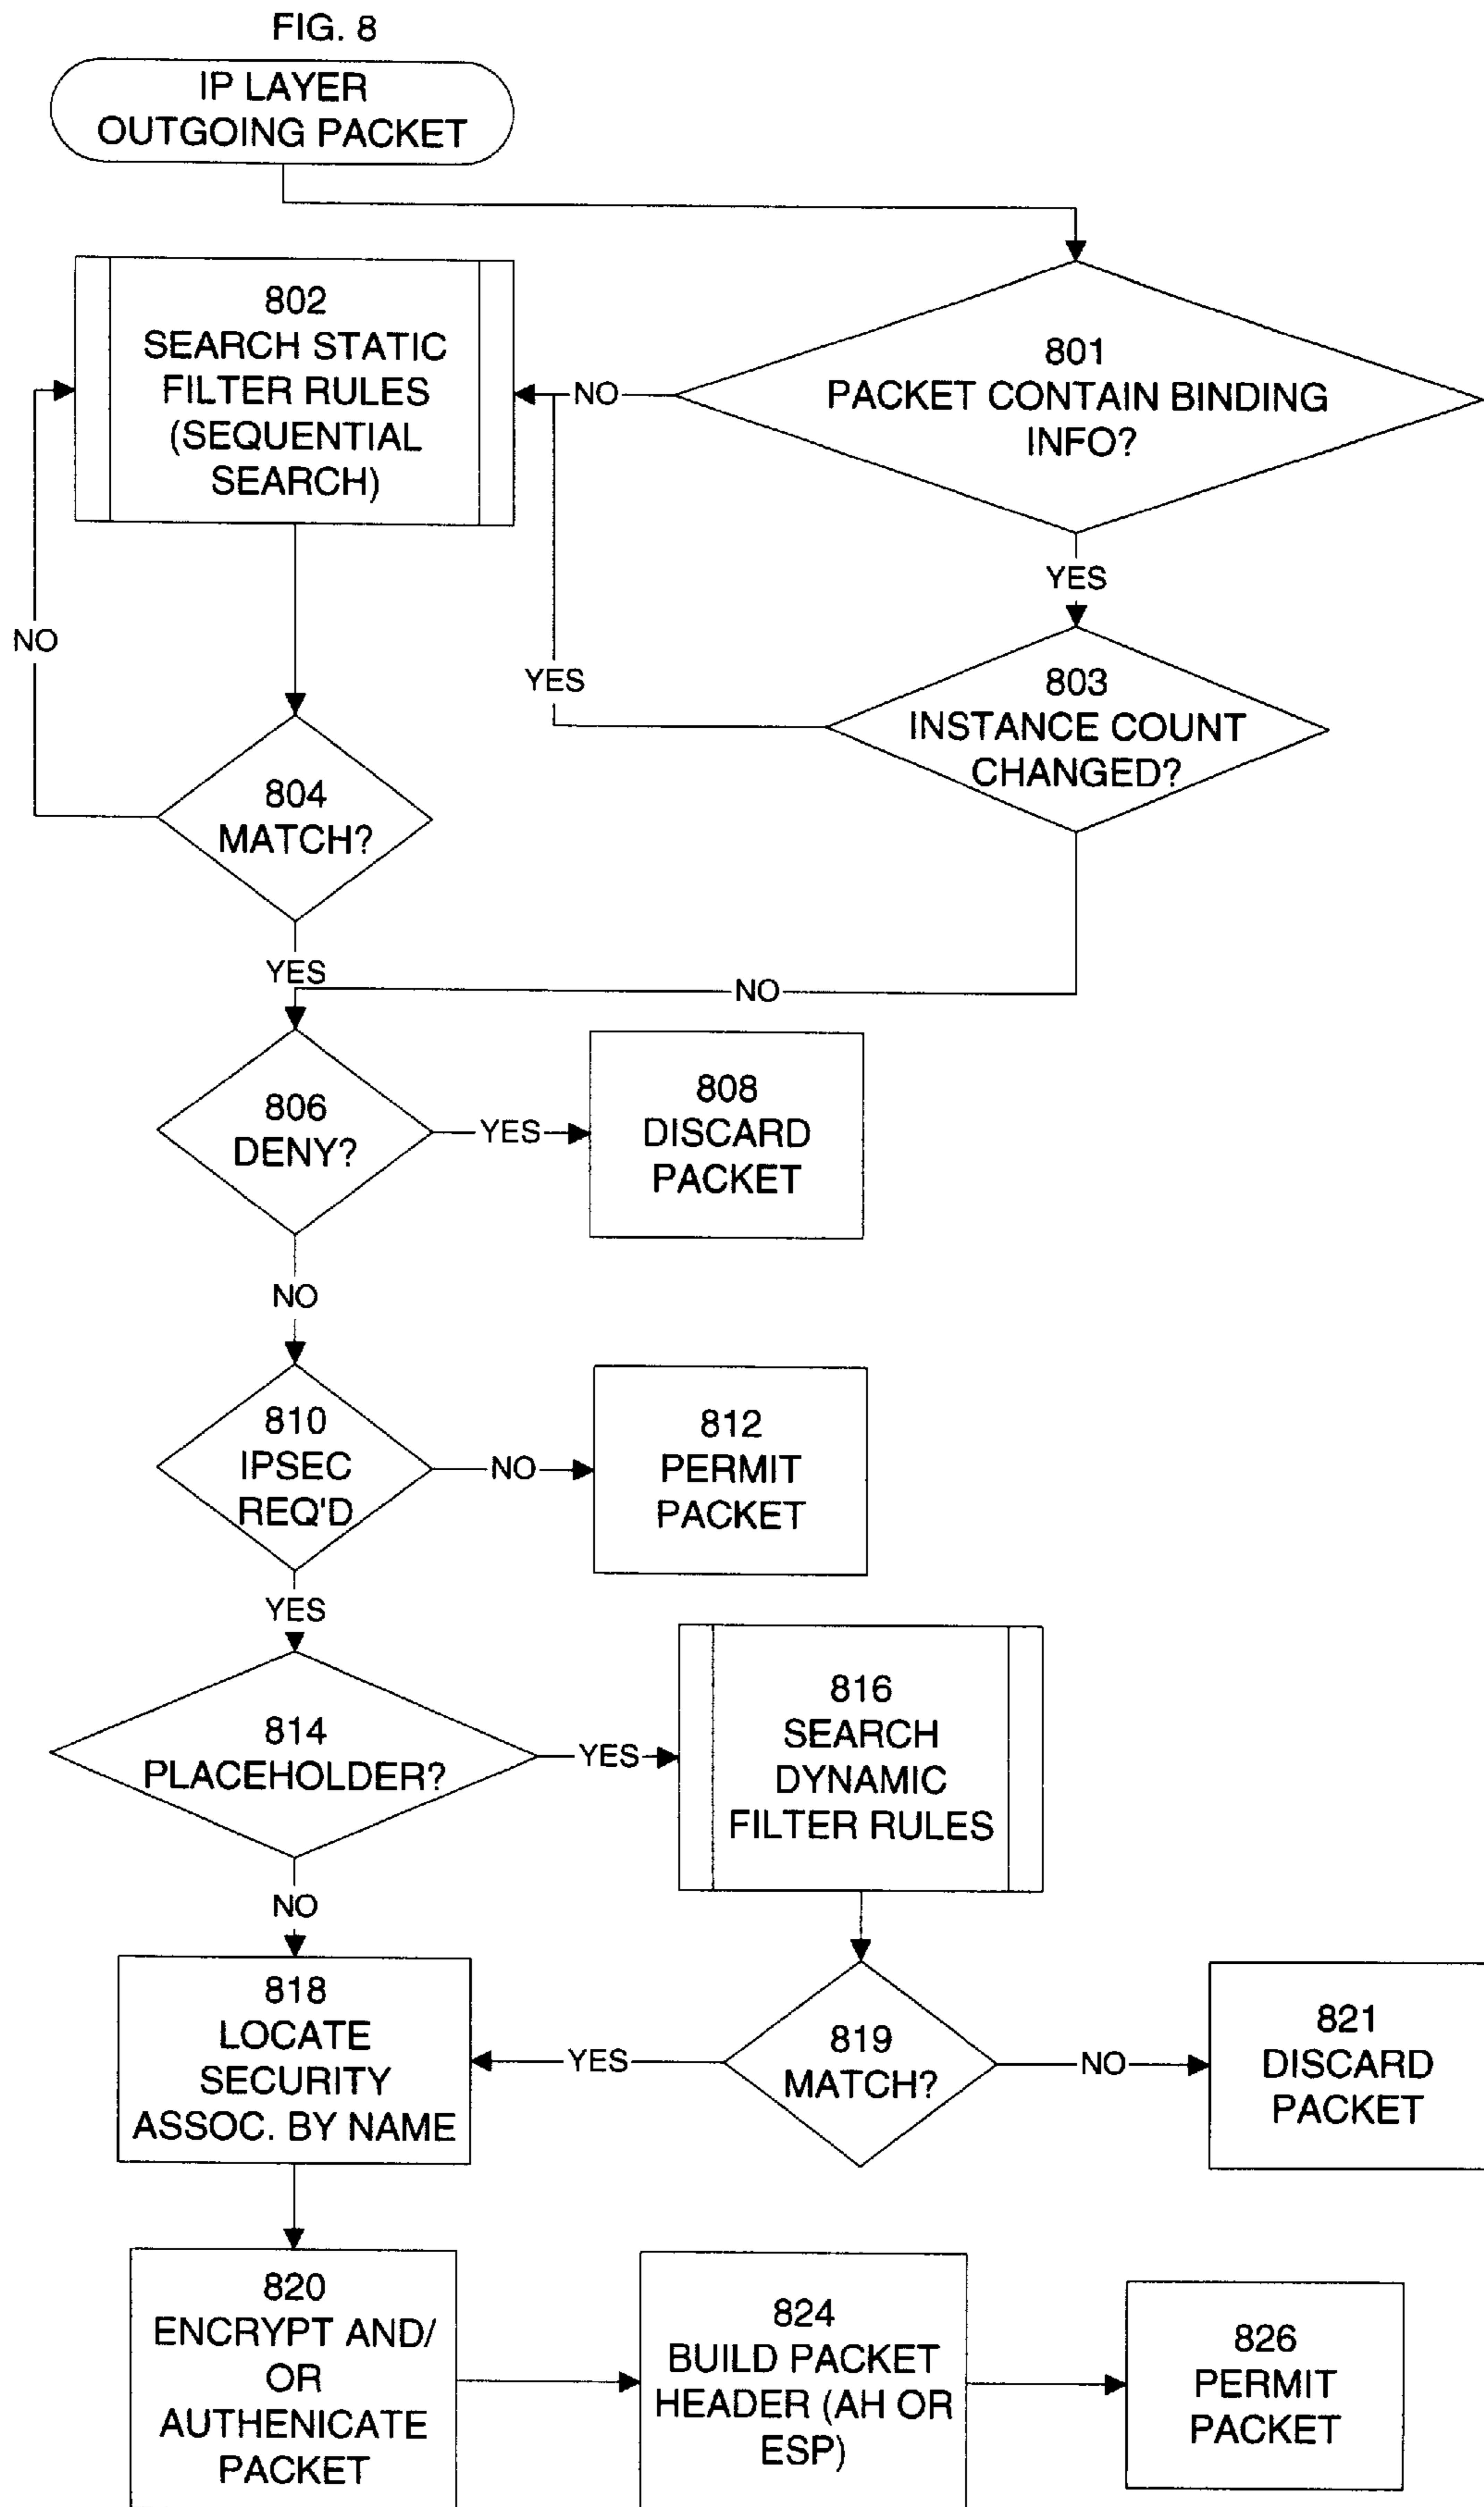 FIG. 8
IP LAYER
OUTGOING PACKET
802
SEARCH STATIC
FILTER RULES
(SEQUENTIAL
SEARCH)
NO
801
PACKET CONTAIN BINDING
INFO?
YES
NO
YES
803
INSTANCE COUNT
CHANGED?
804
MATCH?
YES
NO
806
DENY?
YES
808
DISCARD
PACKET
NO
810
IPSEC
REQ'D
NO
812
PERMIT
PACKET
YES
814
PLACEHOLDER?
YES
816
SEARCH
DYNAMIC
FILTER RULES
NO
818
LOCATE
SECURITY
ASSOC. BY NAME
YES
819
MATCH?
NO
821
DISCARD
PACKET
820
ENCRYPT AND/
OR
AUTHENICATE
PACKET
824
BUILD PACKET
HEADER (AH OR
ESP)
826
PERMIT
PACKET